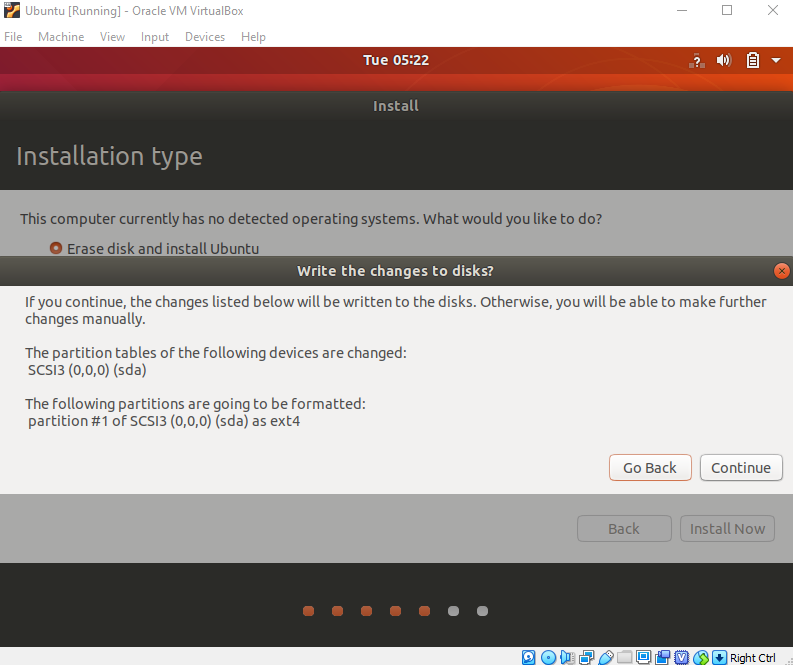 Ubuntu [Running] - Oracle VM VirtualBox
File Machine View Input Devices Help
Tue 05:22
Install
Installation type
This computer currently has no detected operating systems. What would you like to do?
Erase disk and install Ubuntu
Write the changes to disks?
If you continue, the changes listed below will be written to the disks. Otherwise, you will be able to make further
changes manually.
The partition tables of the following devices are changed:
SCSI3 (0,0,0) (sda)
The following partitions are going to be formatted:
partition #1 of SCSI3 (0,0,0) (sda) as ext4
Go Back Continue
Back Install Now
Right Ctrl